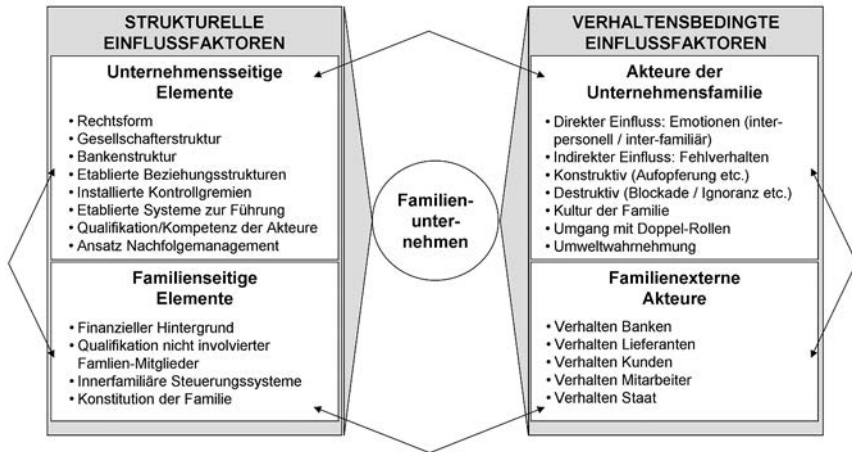 STRUKTURELLE
EINFLUSSFAKTOREN
Unternehmensseitige
Elemente
• Rechtsform
• Gesellschafterstruktur
• Bankenstruktur
• Etablierte Beziehungsstrukturen
• Installierte Kontrollgremien
• Etablierte Systeme zur Führung
• Qualifikation/Kompetenz der Akteure
• Ansatz Nachfolgemanagement
Familienseitige
Elemente
• Finanzieller Hintergrund
• Qualifikation nicht involvierter
Famlien-Mitglieder
• Innerfamiliäre Steuerungssysteme
• Konstitution der Familie
Familien-
unter-
nehmen
VERHALTENSBEDINGTE
EINFLUSSFAKTOREN
Akteure der
Unternehmensfamilie
• Direkter Einfluss: Emotionen (inter-
personell / inter-familiär)
• Indirekter Einfluss: Fehlverhalten
• Konstruktiv (Aufopferung etc.)
• Destruktiv (Blockade / Ignoranz etc.)
• Kultur der Familie
• Umgang mit Doppel-Rollen
• Umweltwahrnehmung
Familienexterne
Akteure
• Verhalten Banken
• Verhalten Lieferanten
• Verhalten Kunden
• Verhalten Mitarbeiter
• Verhalten Staat